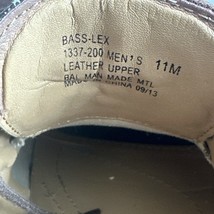 BASS-LEX
1337-200 MEN'S 11M
LEATHER UPPER
BAL MAN MADE MTL
MADE IN CHINA 09/13